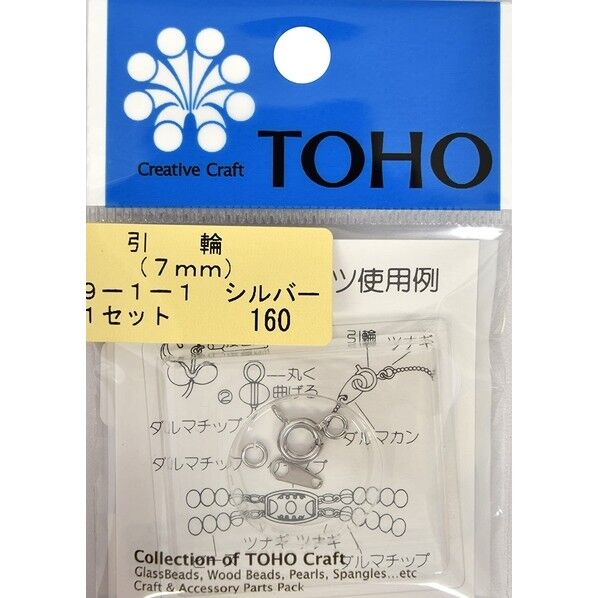 Creative Craft
TOHO
引 輪
(7mm)
9-1-1 シルバー
1セット 160
ツ使用例
引輪 ツナギ
②
丸く
曲げる
ダルマチップ
ダルマカン
ダルマチップ
プ
ツナギ ツナギ
ダルマチップ
Collection of TOHO Craft
GlassBeads, Wood Beads, Pearls, Spangles...etc
Craft & Accessory Parts Pack